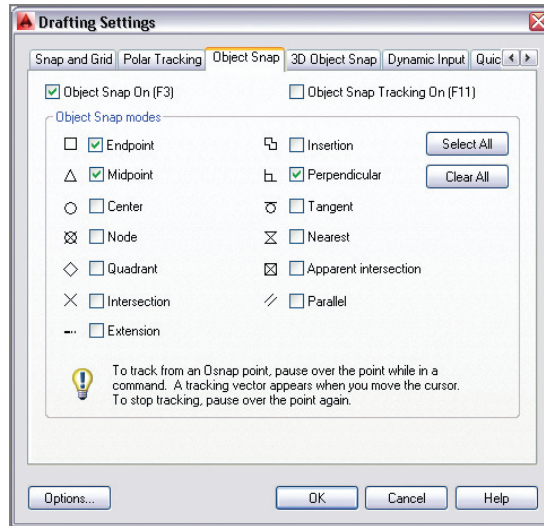 Drafting Settings
Snap and Grid Polar Tracking Object Snap 3D Object Snap Dynamic Input Quic
Object Snap On (F3) Object Snap Tracking On (F11)
Object Snap modes
Endpoint Insertion Select All
Midpoint Perpendicular Clear All
Center Tangent
Node Nearest
Quadrant Apparent intersection
Intersection Parallel
Extension
To track from an Osnap point, pause over the point while in a
command. A tracking vector appears when you move the cursor.
To stop tracking, pause over the point again.
Options... OK Cancel Help